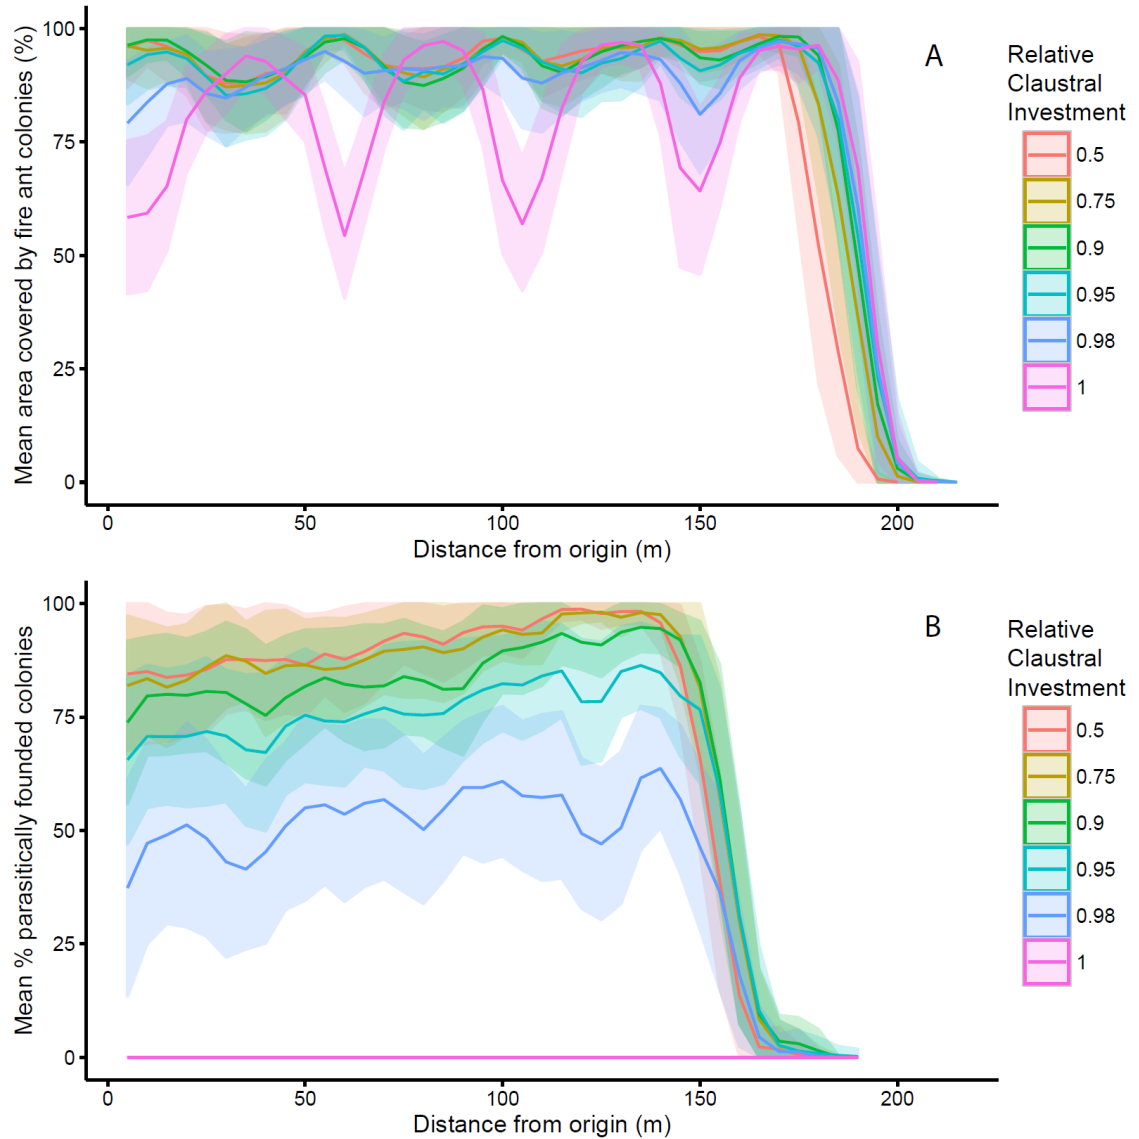 Mean area covered by fire ant colonies (%)
100
75
50
25
0
0
50
100
150
200
Distance from origin (m)
A
Relative
Claustral
Investment
0.5
0.75
0.9
0.95
0.98
1
Mean % parasitically founded colonies
100
75
50
25
0
0
50
100
150
200
Distance from origin (m)
B
Relative
Claustral
Investment
0.5
0.75
0.9
0.95
0.98
1